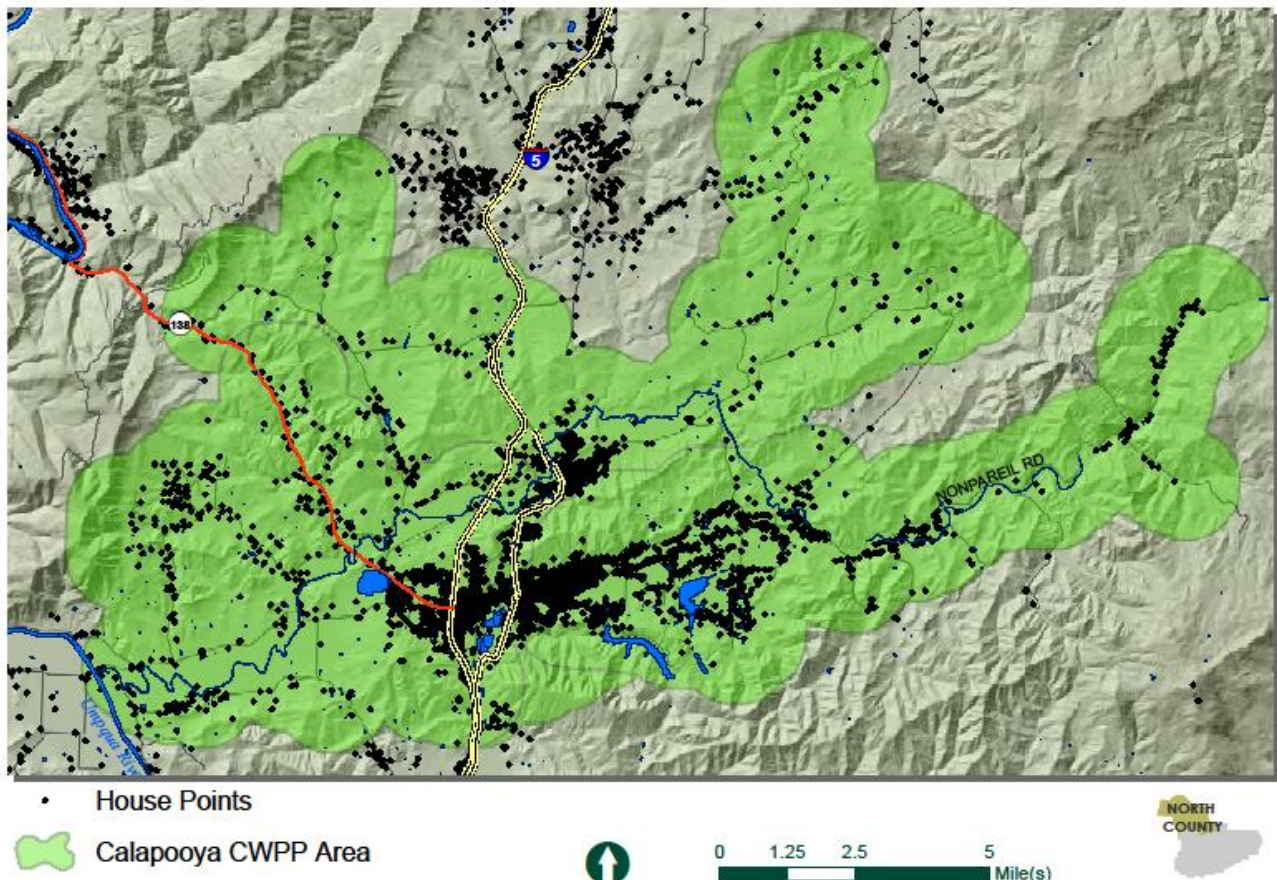 5
138
NONPAREIL RD
Umpqua Riv
House Points
Calapooya CWPP Area
0 1.25 2.5 5
Mile(s)
NORTH
COUNTY